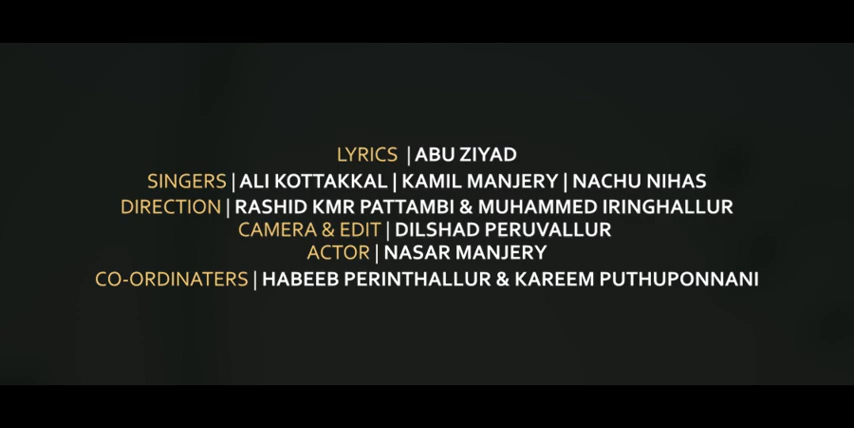 LYRICS | ABU ZIYAD
SINGERS | ALI KOTTAKKAL | KAMIL MANJERY | NACHU NIHAS
DIRECTION | RASHID KMR PATTAMBI & MUHAMMED IRINGHALLUR
CAMERA & EDIT | DILSHAD PERUVALLUR
ACTOR | NASAR MANJERY
CO-ORDINATERS | HABEEB PERINTHALLUR & KAREEM PUTHUPONNANI